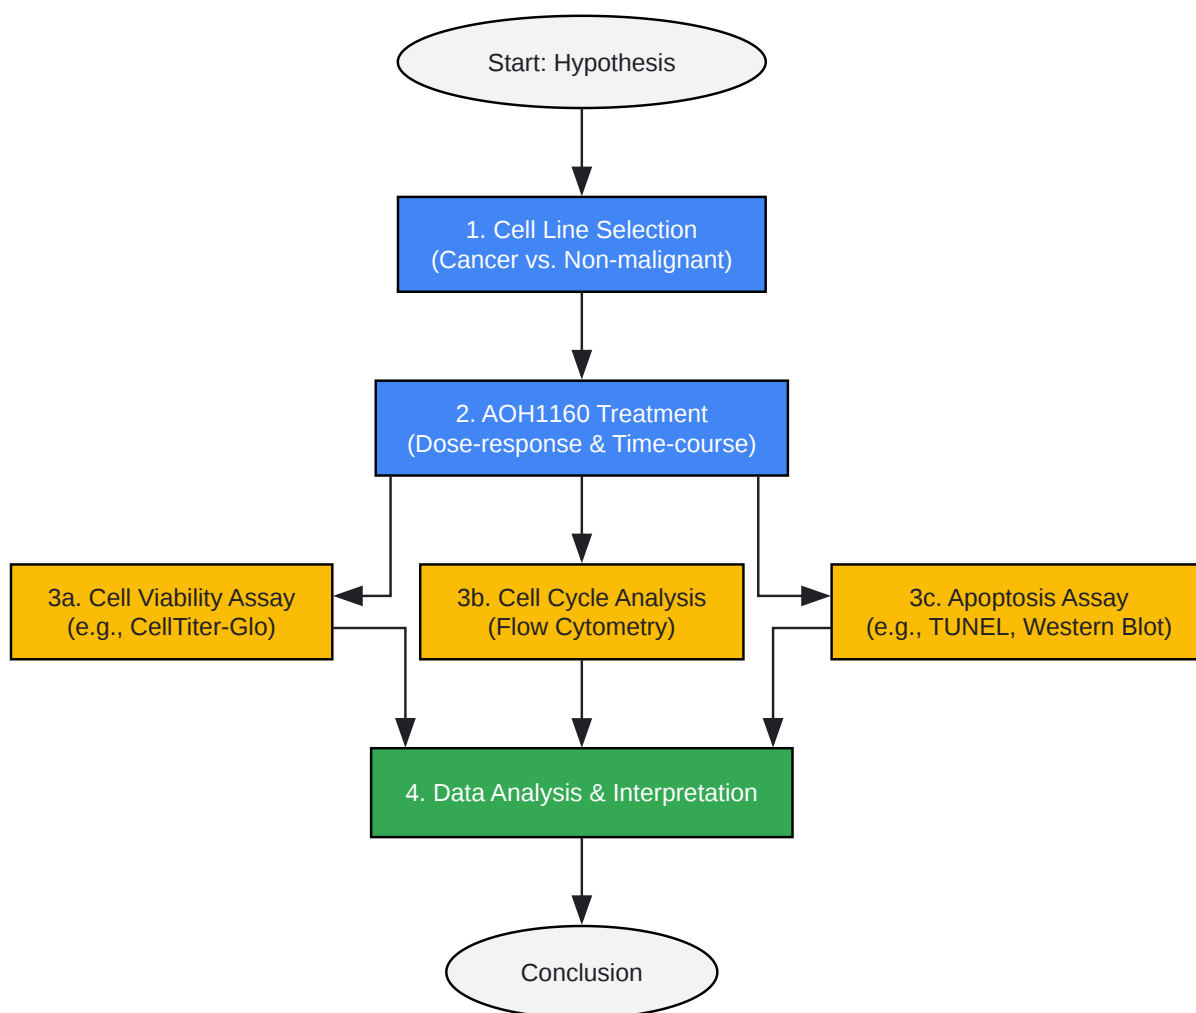 Start: Hypothesis
1. Cell Line Selection
(Cancer vs. Non-malignant)
2. AOH1160 Treatment
(Dose-response & Time-course)
3a. Cell Viability Assay
(e.g., CellTiter-Glo)
3b. Cell Cycle Analysis
(Flow Cytometry)
3c. Apoptosis Assay
(e.g., TUNEL, Western Blot)
4. Data Analysis & Interpretation
Conclusion